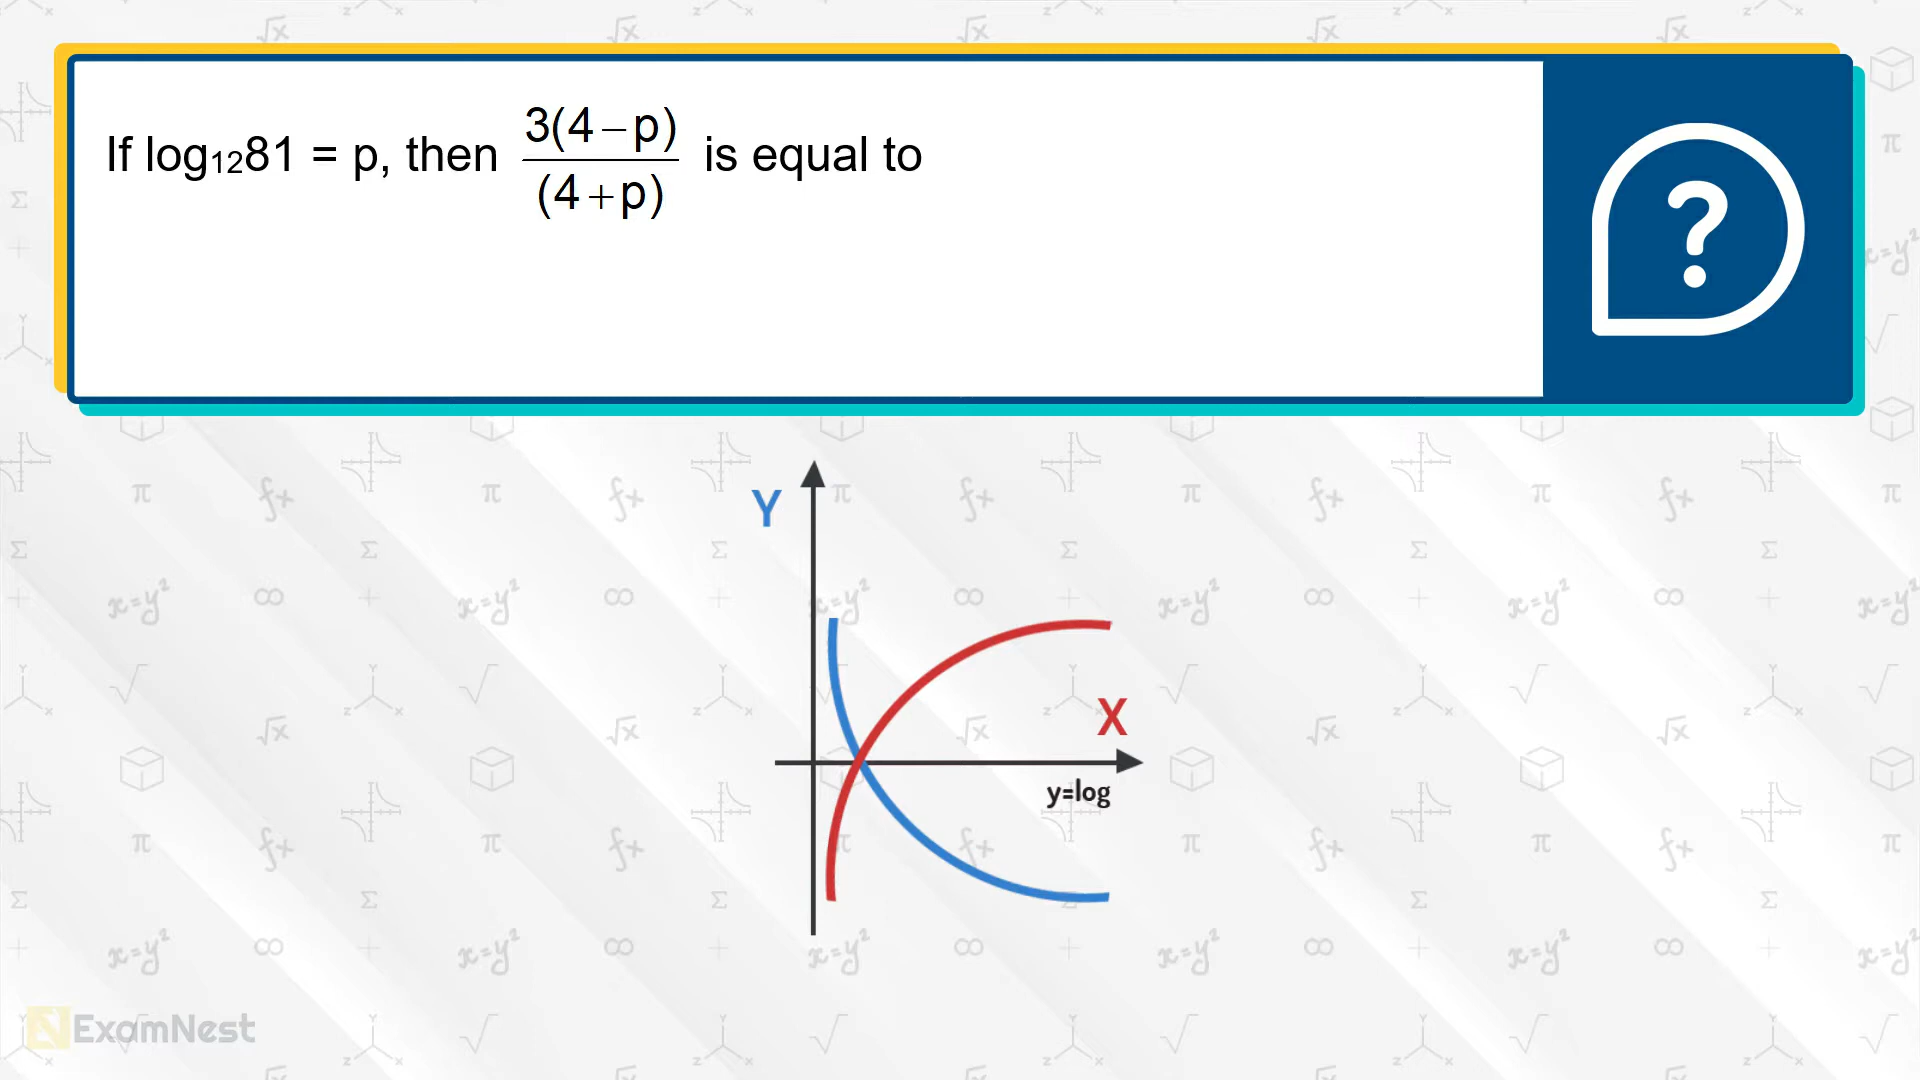 If log₁₂81 = p, then 3(4−p)/(4+p) is equal to
?
Y
X
y=log
ExamNest